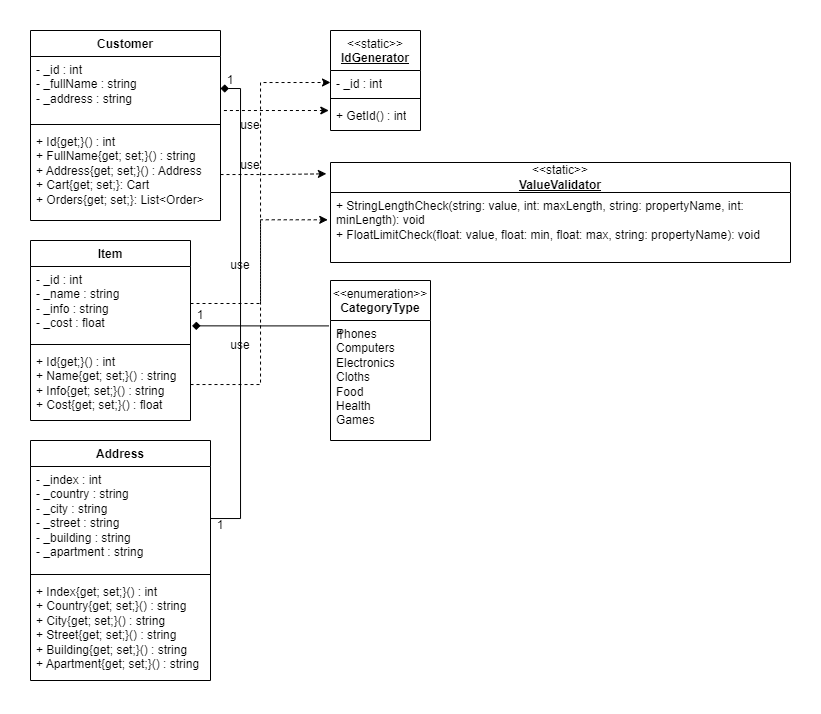 Customer
- _id : int
- _fullName : string
- _address : string
+ Id{get;}() : int
+ FullName{get; set;}() : string
+ Address{get; set;}() : Address
+ Cart{get; set;}: Cart
+ Orders{get; set;}: List<Order>
1
use
use
<<static>>
IdGenerator
- _id : int
+ GetId() : int
<<static>>
ValueValidator
+ StringLengthCheck(string: value, int: maxLength, string: propertyName, int:
minLength): void
+ FloatLimitCheck(float: value, float: min, float: max, string: propertyName): void
Item
- _id : int
- _name : string
- _info : string
- _cost : float
+ Id{get;}() : int
+ Name{get; set;}() : string
+ Info{get; set;}() : string
+ Cost{get; set;}() : float
use
1
use
<<enumeration>>
CategoryType
Phones
Computers
Electronics
Cloths
Food
Health
Games
Address
- _index : int
- _country : string
- _city : string
- _street : string
- _building : string
- _apartment : string
+ Index{get; set;}() : int
+ Country{get; set;}() : string
+ City{get; set;}() : string
+ Street{get; set;}() : string
+ Building{get; set;}() : string
+ Apartment{get; set;}() : string
1